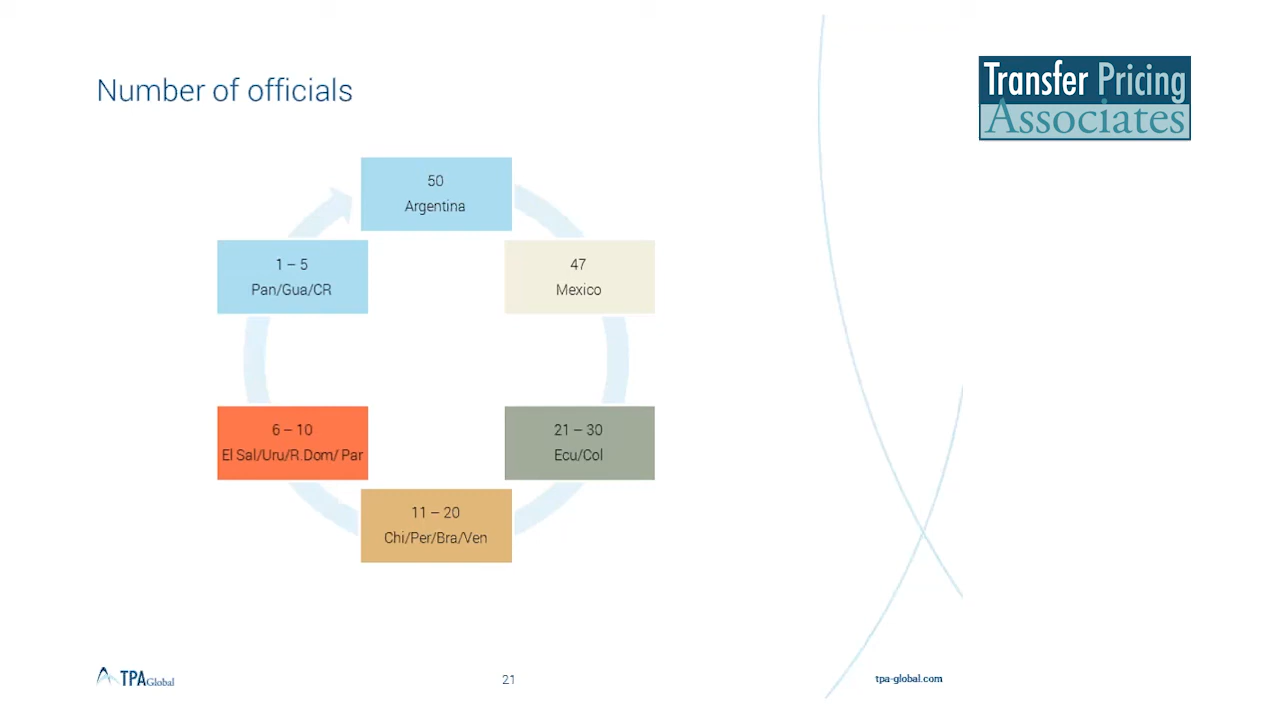 Number of officials
Transfer Pricing
Associates
50
Argentina
47
Mexico
21 – 30
Ecu/Col
11 – 20
Chi/Per/Bra/Ven
6 – 10
El Sal/Uru/R.Dom/ Par
1 – 5
Pan/Gua/CR
TPA Global
21
tpa-global.com